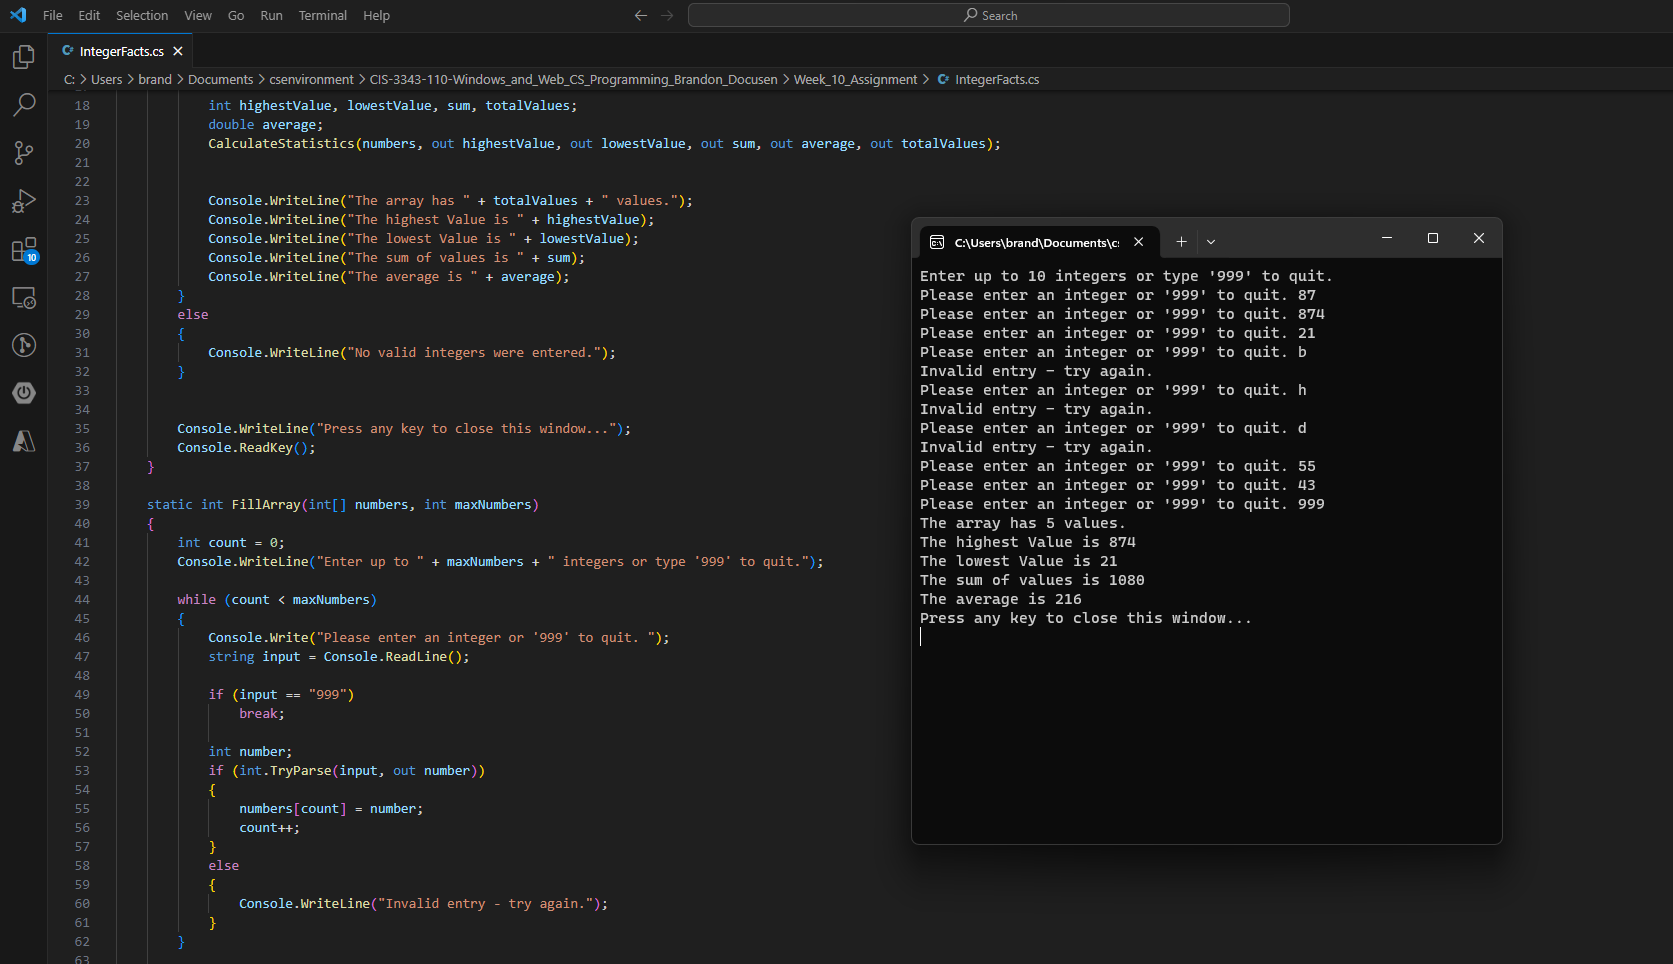 File Edit Selection View Go Run Terminal Help
Search
IntegerFacts.cs
C: > Users > brand > Documents > csenvironment > CIS-3343-110-Windows_and_Web_CS_Programming_Brandon_Docusen > Week_10_Assignment > IntegerFacts.cs
18 int highestValue, lowestValue, sum, totalValues;
19 double average;
20 CalculateStatistics(numbers, out highestValue, out lowestValue, out sum, out average, out totalValues);
21
22
23 Console.WriteLine("The array has " + totalValues + " values.");
24 Console.WriteLine("The highest Value is " + highestValue);
25 Console.WriteLine("The lowest Value is " + lowestValue);
26 Console.WriteLine("The sum of values is " + sum);
27 Console.WriteLine("The average is " + average);
28 }
29 else
30 {
31 Console.WriteLine("No valid integers were entered.");
32 }
33
34
35 Console.WriteLine("Press any key to close this window...");
36 Console.ReadKey();
37 }
38
39 static int FillArray(int[] numbers, int maxNumbers)
40 {
41 int count = 0;
42 Console.WriteLine("Enter up to " + maxNumbers + " integers or type '999' to quit.");
43
44 while (count < maxNumbers)
45 {
46 Console.Write("Please enter an integer or '999' to quit. ");
47 string input = Console.ReadLine();
48
49 if (input == "999")
50 break;
51
52 int number;
53 if (int.TryParse(input, out number))
54 {
55 numbers[count] = number;
56 count++;
57 }
58 else
59 {
60 Console.WriteLine("Invalid entry - try again.");
61 }
62 }
63
10
C:\Users\brand\Documents\c
Enter up to 10 integers or type '999' to quit.
Please enter an integer or '999' to quit. 87
Please enter an integer or '999' to quit. 874
Please enter an integer or '999' to quit. 21
Please enter an integer or '999' to quit. b
Invalid entry - try again.
Please enter an integer or '999' to quit. h
Invalid entry - try again.
Please enter an integer or '999' to quit. d
Invalid entry - try again.
Please enter an integer or '999' to quit. 55
Please enter an integer or '999' to quit. 43
Please enter an integer or '999' to quit. 999
The array has 5 values.
The highest Value is 874
The lowest Value is 21
The sum of values is 1080
The average is 216
Press any key to close this window...